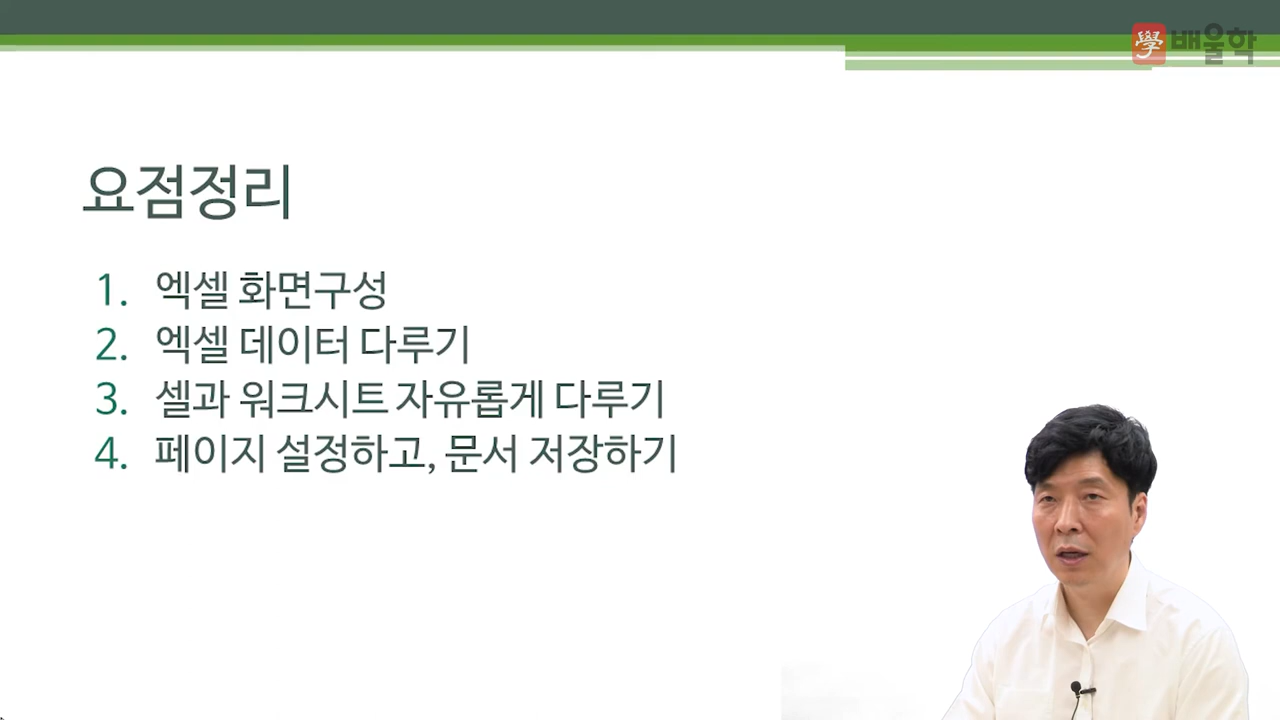 學 배울학
요점정리
1. 엑셀 화면구성
2. 엑셀 데이터 다루기
3. 셀과 워크시트 자유롭게 다루기
4. 페이지 설정하고, 문서 저장하기